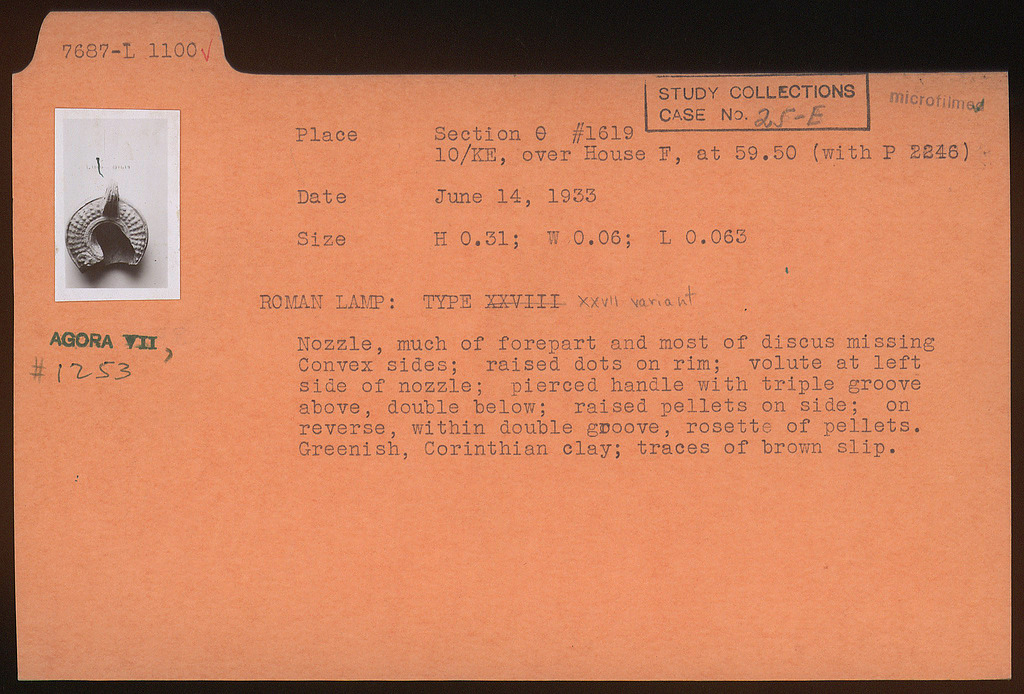 7687-L 1100✓
STUDY COLLECTIONS
CASE No. 25-E
microfilmed
Place Section Θ #1619
10/KE, over House F, at 59.50 (with P 2246)
Date June 14, 1933
Size H 0.31; W 0.06; L 0.063
ROMAN LAMP: TYPE XXVIII XXVII variant
AGORA VII,
#1253
Nozzle, much of forepart and most of discus missing
Convex sides; raised dots on rim; volute at left
side of nozzle; pierced handle with triple groove
above, double below; raised pellets on side; on
reverse, within double groove, rosette of pellets.
Greenish, Corinthian clay; traces of brown slip.